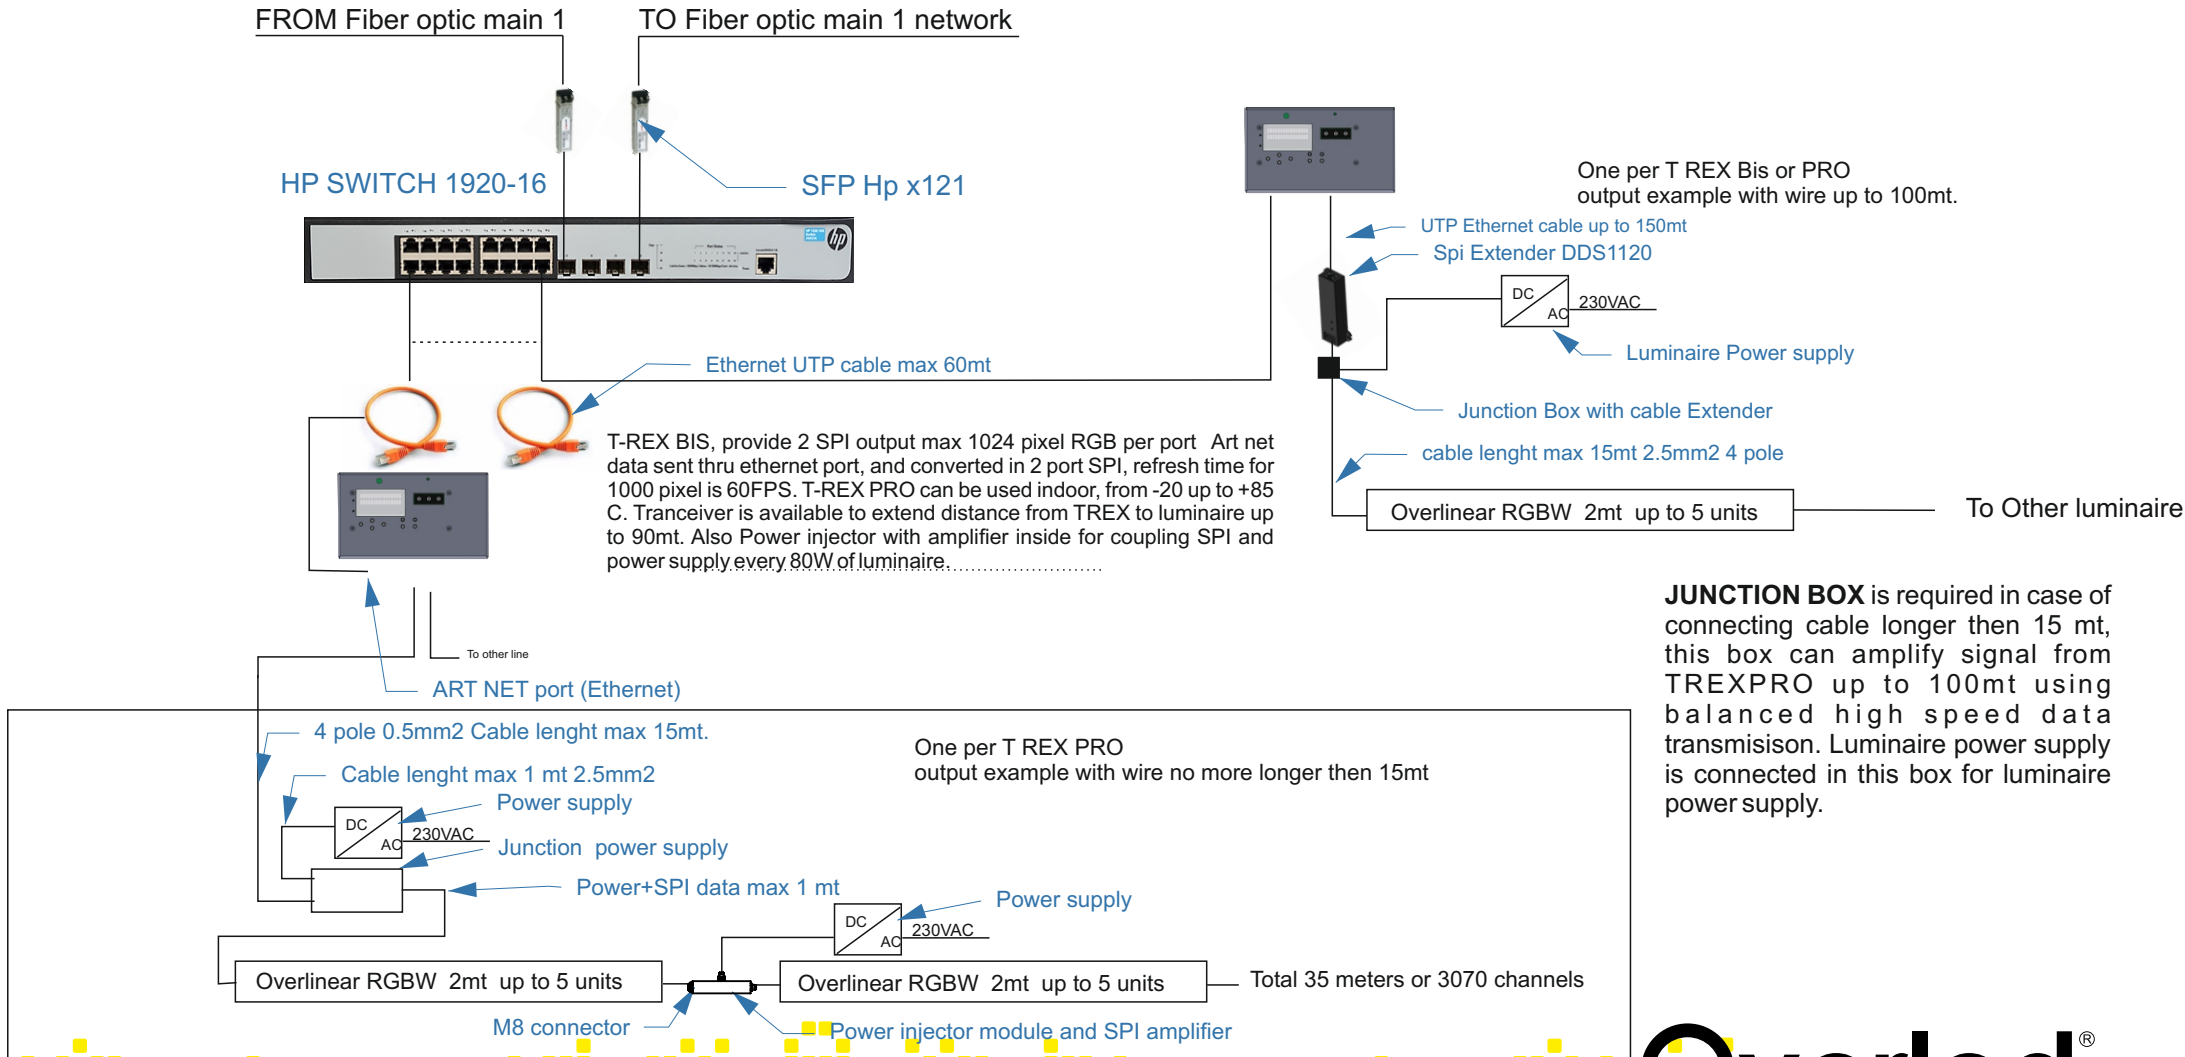 FROM Fiber optic main 1
TO Fiber optic main 1 network
HP SWITCH 1920-16
SFP Hp x121
hp
One per T REX Bis or PRO
output example with wire up to 100mt.
UTP Ethernet cable up to 150mt
Spi Extender DDS1120
DC
AC
230VAC
Luminaire Power supply
Junction Box with cable Extender
cable lenght max 15mt 2.5mm2 4 pole
Overlinear RGBW 2mt up to 5 units
To Other luminaire
Ethernet UTP cable max 60mt
T-REX BIS, provide 2 SPI output max 1024 pixel RGB per port Art net
data sent thru ethernet port, and converted in 2 port SPI, refresh time for
1000 pixel is 60FPS. T-REX PRO can be used indoor, from -20 up to +85
C. Tranceiver is available to extend distance from TREX to luminaire up
to 90mt. Also Power injector with amplifier inside for coupling SPI and
power supply every 80W of luminaire.
To other line
ART NET port (Ethernet)
JUNCTION BOX is required in case of
connecting cable longer then 15 mt,
this box can amplify signal from
TREXPRO up to 100mt using
balanced high speed data
transmisison. Luminaire power supply
is connected in this box for luminaire
power supply.
4 pole 0.5mm2 Cable lenght max 15mt.
Cable lenght max 1 mt 2.5mm2
Power supply
DC
AC
230VAC
Junction power supply
Power+SPI data max 1 mt
One per T REX PRO
output example with wire no more longer then 15mt
Power supply
DC
AC
230VAC
Overlinear RGBW 2mt up to 5 units
Overlinear RGBW 2mt up to 5 units
Total 35 meters or 3070 channels
M8 connector
Power injector module and SPI amplifier
Overled®